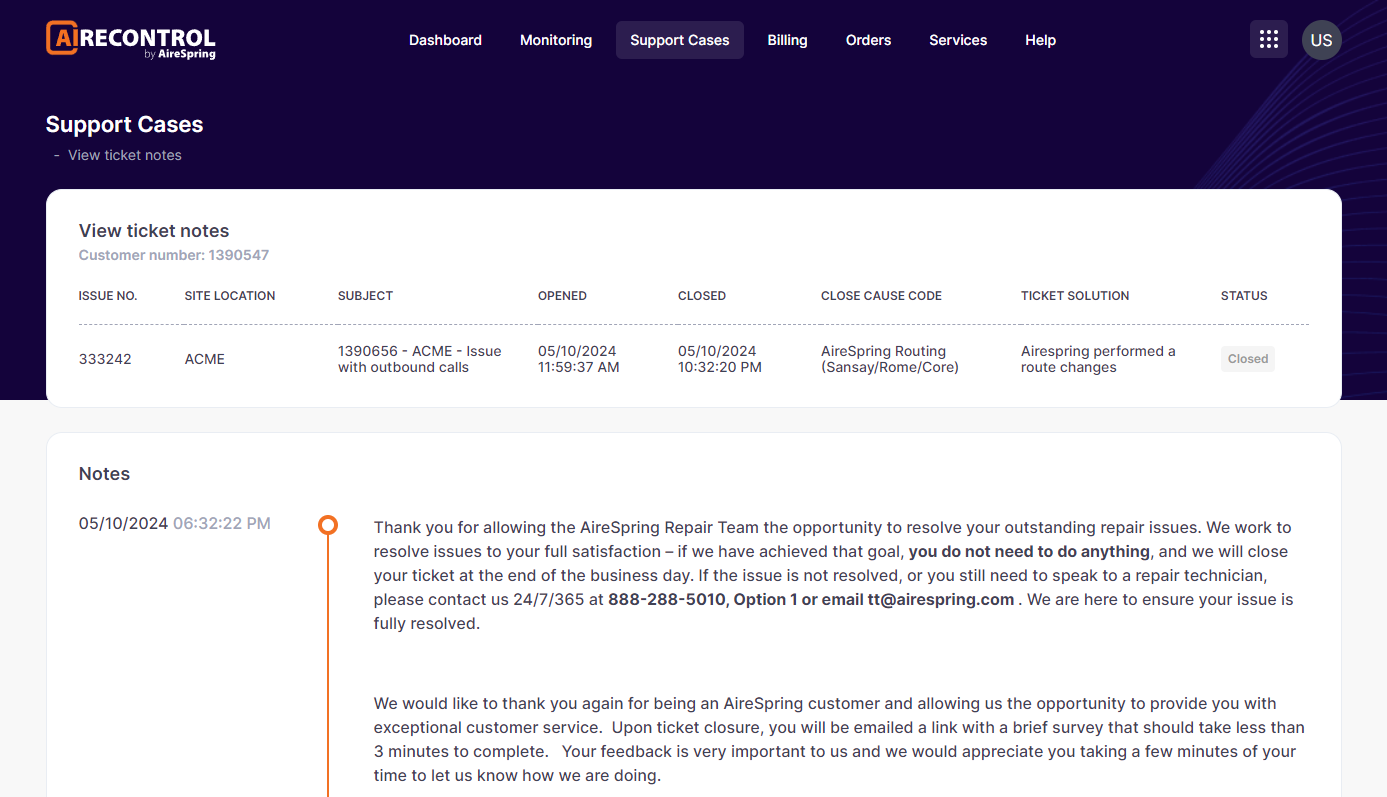 AIRECONTROL
by AireSpring
Dashboard
Monitoring
Support Cases
Billing
Orders
Services
Help
US
Support Cases
- View ticket notes
View ticket notes
Customer number: 1390547
ISSUE NO. SITE LOCATION SUBJECT OPENED CLOSED CLOSE CAUSE CODE TICKET SOLUTION STATUS
333242
ACME
1390656 - ACME - Issue
with outbound calls
05/10/2024
11:59:37 AM
05/10/2024
10:32:20 PM
AireSpring Routing
(Sansay/Rome/Core)
Airespring performed a
route changes
Closed
Notes
05/10/2024 06:32:22 PM
Thank you for allowing the AireSpring Repair Team the opportunity to resolve your outstanding repair issues. We work to
resolve issues to your full satisfaction – if we have achieved that goal, you do not need to do anything, and we will close
your ticket at the end of the business day. If the issue is not resolved, or you still need to speak to a repair technician,
please contact us 24/7/365 at 888-288-5010, Option 1 or email tt@airespring.com . We are here to ensure your issue is
fully resolved.
We would like to thank you again for being an AireSpring customer and allowing us the opportunity to provide you with
exceptional customer service.  Upon ticket closure, you will be emailed a link with a brief survey that should take less than
3 minutes to complete.   Your feedback is very important to us and we would appreciate you taking a few minutes of your
time to let us know how we are doing.